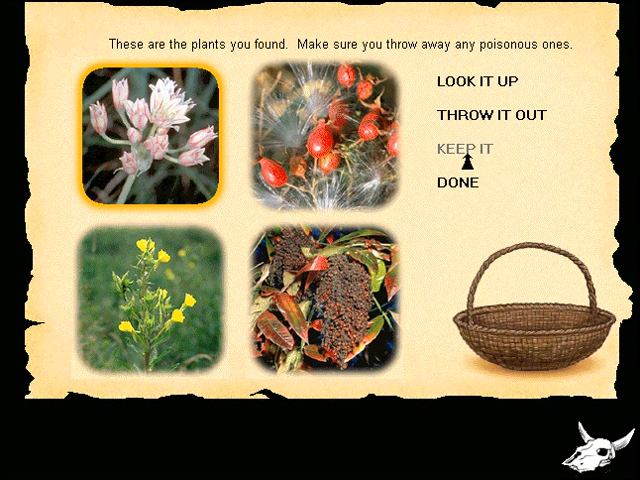 These are the plants you found.  Make sure you throw away any poisonous ones.
LOOK IT UP
THROW IT OUT
KEEP IT
DONE